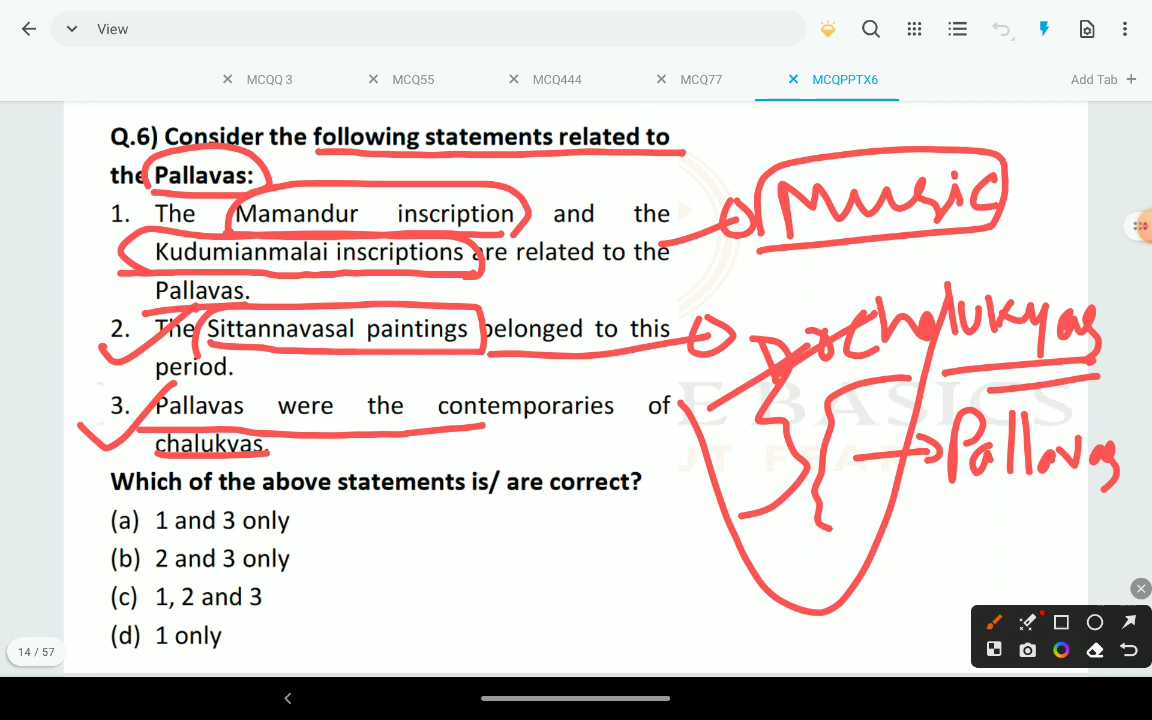 View
MCQQ 3
MCQ55
MCQ444
MCQ77
MCQPPTX6
Add Tab +
Q.6) Consider the following statements related to
the Pallavas:
1. The Mamandur inscription and the
Kudumianmalai inscriptions are related to the
Pallavas.
2. The Sittannavasal paintings belonged to this
period.
3. Pallavas were the contemporaries of
chalukyas.
Which of the above statements is/ are correct?
(a) 1 and 3 only
(b) 2 and 3 only
(c) 1, 2 and 3
(d) 1 only
Music
Chalukyas
Pallavas
E BASICS
14 / 57